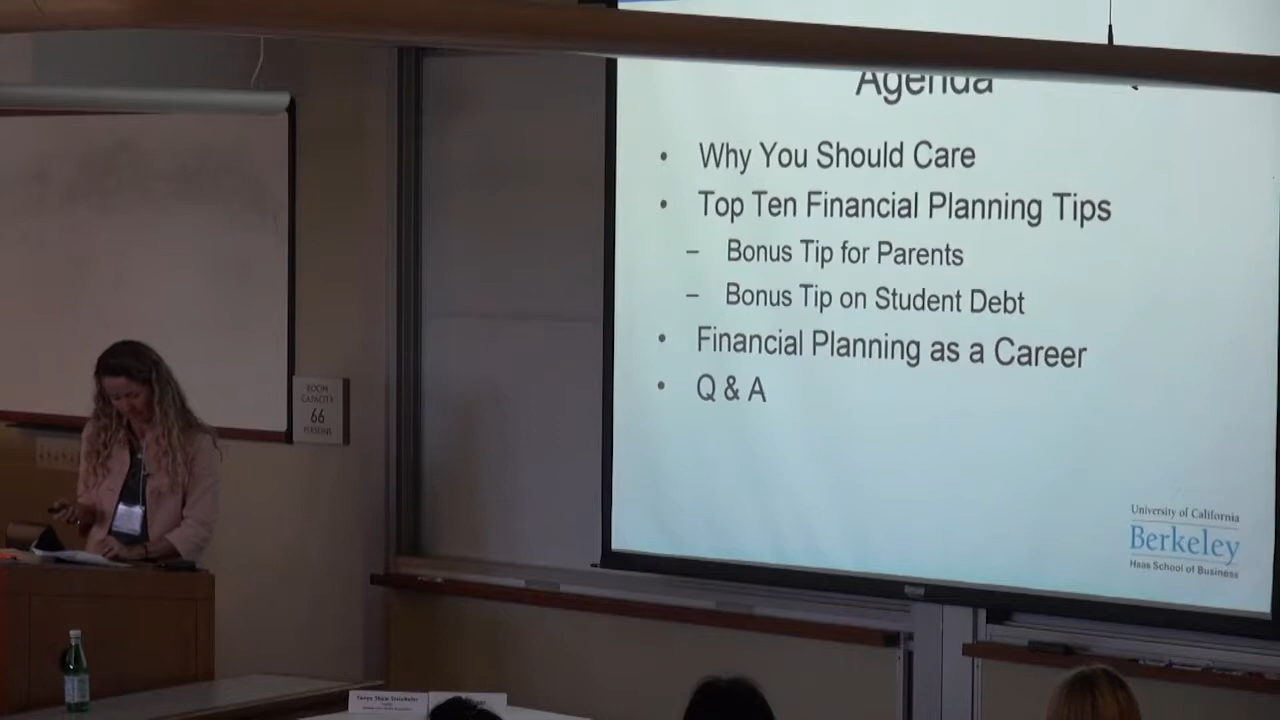 Agenda
• Why You Should Care
• Top Ten Financial Planning Tips
– Bonus Tip for Parents
– Bonus Tip on Student Debt
• Financial Planning as a Career
• Q & A
University of California
Berkeley
Haas School of Business
ROOM
CAPACITY
66
PERSONS